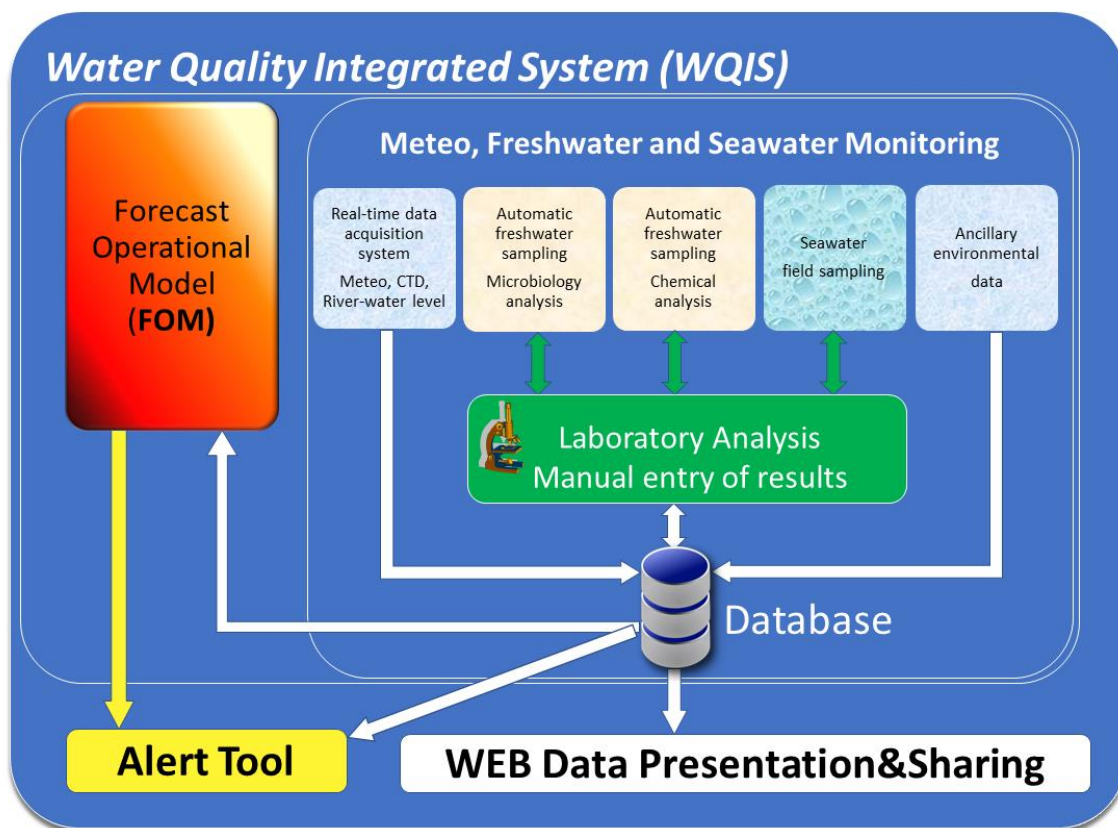 Water Quality Integrated System (WQIS)
Forecast
Operational
Model
(FOM)
Meteo, Freshwater and Seawater Monitoring
Real-time data
acquisition
system
Meteo, CTD,
River-water level
Automatic
freshwater
sampling
Microbiology
analysis
Automatic
freshwater
sampling
Chemical
analysis
Seawater
field sampling
Ancillary
environmental
data
Laboratory Analysis
Manual entry of results
Database
Alert Tool
WEB Data Presentation&Sharing